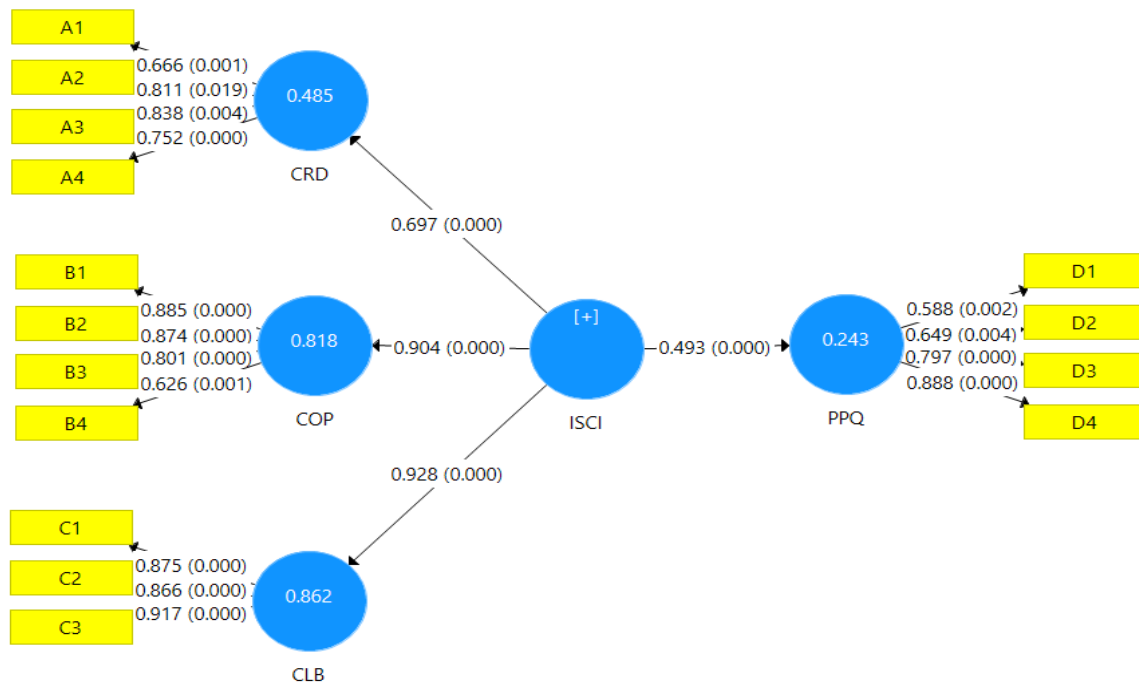 A1
A2
A3
A4
0.666 (0.001)
0.811 (0.019)
0.838 (0.004)
0.752 (0.000)
0.485
CRD
0.697 (0.000)
B1
B2
B3
B4
0.885 (0.000)
0.874 (0.000)
0.801 (0.000)
0.626 (0.001)
0.818
COP
0.904 (0.000)
[+]
ISCI
0.493 (0.000)
0.243
PPQ
0.588 (0.002)
0.649 (0.004)
0.797 (0.000)
0.888 (0.000)
D1
D2
D3
D4
0.928 (0.000)
C1
C2
C3
0.875 (0.000)
0.866 (0.000)
0.917 (0.000)
0.862
CLB